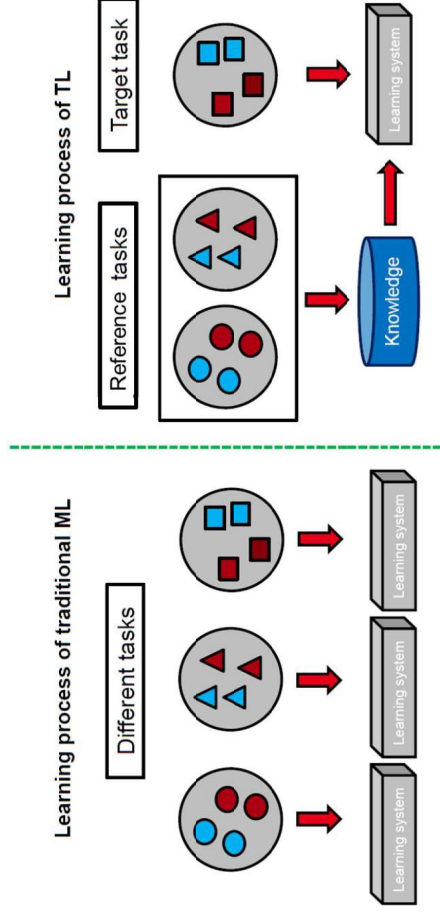 Learning process of traditional ML
Different tasks
Learning system
Learning system
Learning system
Learning process of TL
Reference tasks
Target task
Knowledge
Learning system